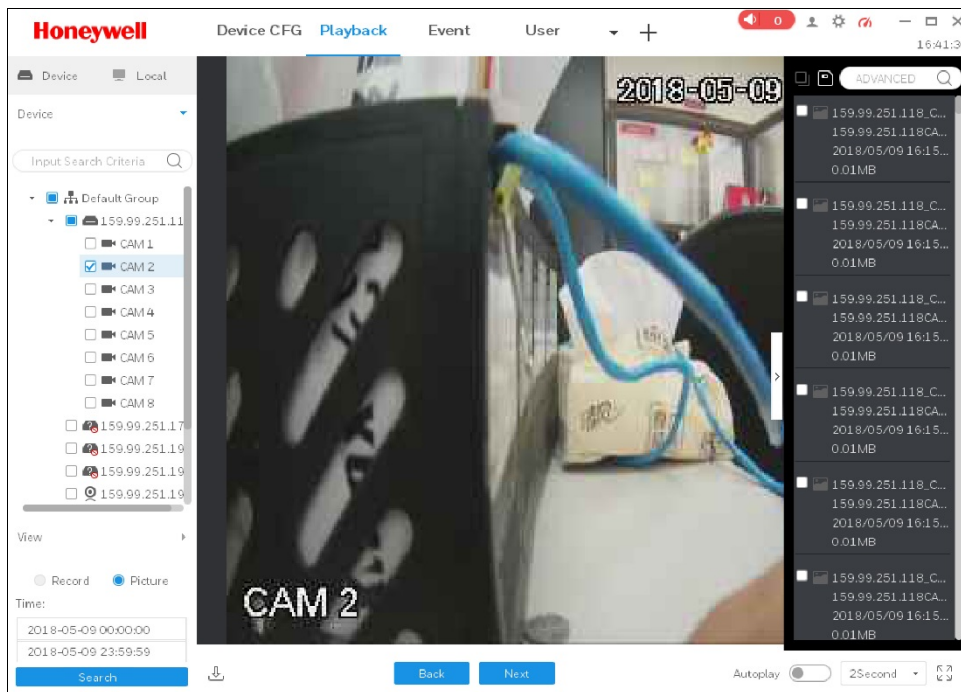 Honeywell
Device CFG Playback Event User
0
16:41:3
Device Local
Device
Input Search Criteria
Default Group
159.99.251.11
CAM 1
CAM 2
CAM 3
CAM 4
CAM 5
CAM 6
CAM 7
CAM 8
159.99.251.17
159.99.251.19
159.99.251.19
159.99.251.19
View
Record Picture
Time:
2018-05-09 00:00:00
2018-05-09 23:59:59
Search
2018-05-09
CAM 2
Back Next
Autoplay 2Second
ADVANCED
159.99.251.118_C...
159.99.251.118CA...
2018/05/09 16:15...
0.01MB
159.99.251.118_C...
159.99.251.118CA...
2018/05/09 16:15...
0.01MB
159.99.251.118_C...
159.99.251.118CA...
2018/05/09 16:15...
0.01MB
159.99.251.118_C...
159.99.251.118CA...
2018/05/09 16:15...
0.01MB
159.99.251.118_C...
159.99.251.118CA...
2018/05/09 16:15...
0.01MB
159.99.251.118_C...
159.99.251.118CA...
2018/05/09 16:15...
0.01MB